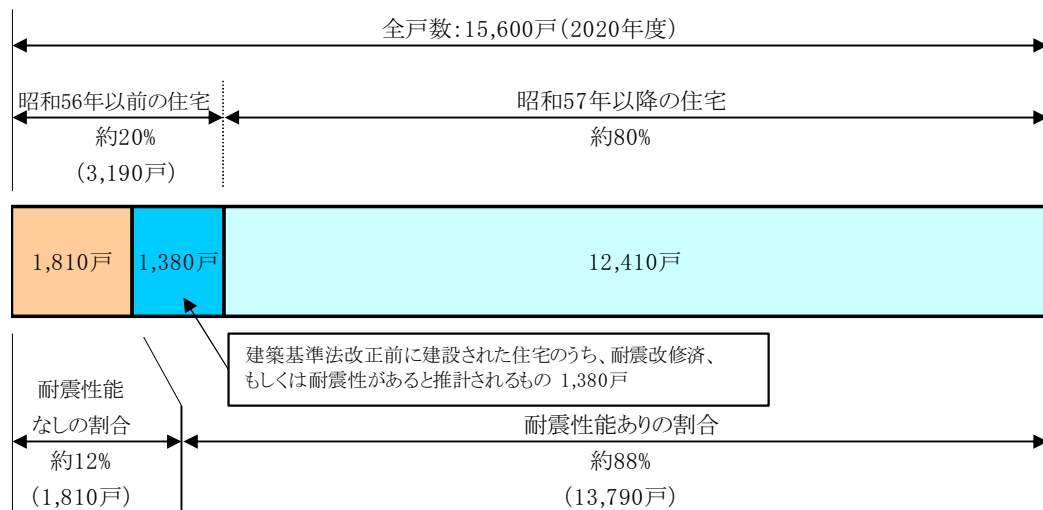 全戸数：15,600戸（2020年度）
昭和56年以前の住宅
約20%
（3,190戸）
昭和57年以降の住宅
約80%
1,810戸
1,380戸
12,410戸
建築基準法改正前に建設された住宅のうち、耐震改修済、
もしくは耐震性があると推計されるもの 1,380戸
耐震性能
なしの割合
約12%
（1,810戸）
耐震性能ありの割合
約88%
（13,790戸）